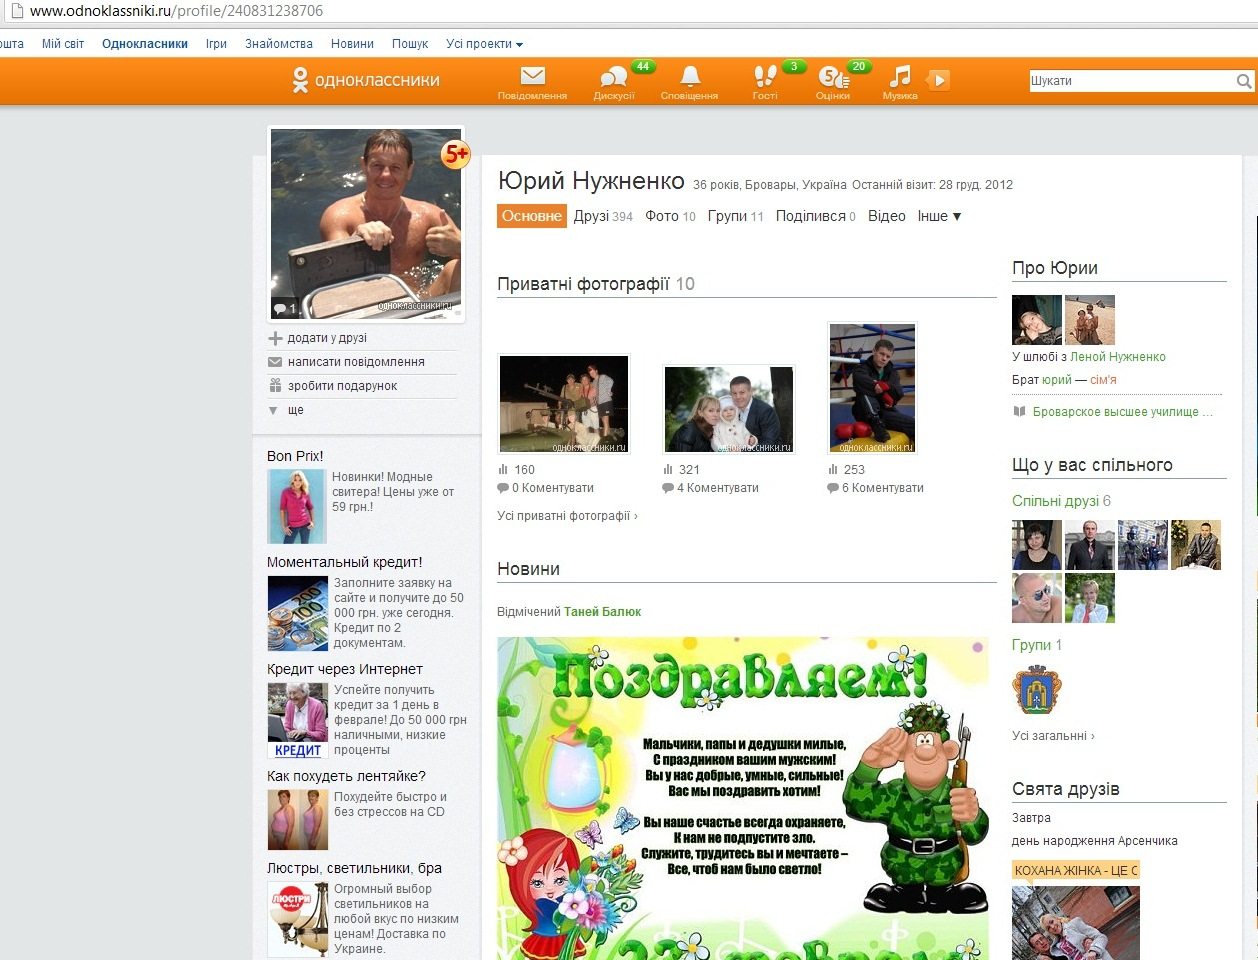 www.odnoklassniki.ru/profile/240831238706
ошта Мій світ Однокласники Ігри Знайомства Новини Пошук Усі проекти
одноклассники
44 3 5 20
Повідомлення Дискусії Сповіщення Гості Оцінки Музика
Шукати
5+
1
одноклассники.ru
додати у друзі
написати повідомлення
зробити подарунок
ще
Bon Prix!
Новинки! Модные
свитера! Цены уже от
59 грн.!
Моментальный кредит!
Заполните заявку на
сайте и получите до 50
000 грн. уже сегодня.
Кредит по 2
документам.
Кредит через Интернет
Успейте получить
кредит за 1 день в
феврале! До 50 000 грн
наличными, низкие
проценты
КРЕДИТ
Как похудеть лентяйке?
Похудейте быстро и
без стрессов на CD
Люстры, светильники, бра
ЛЮСТРИ
Огромный выбор
светильников на
любой вкус по низким
ценам! Доставка по
Украине.
Юрий Нужненко 36 років, Бровары, Україна Останній візит: 28 груд. 2012
Основне Друзі 394 Фото 10 Групи 11 Поділився 0 Відео Інше
Приватні фотографії 10
одноклассники.ru одноклассники.ru одноклассники.ru
160 321 253
0 Коментувати 4 Коментувати 6 Коментувати
Усі приватні фотографії ›
Новини
Відмічений Таней Балюк
Поздравляем!
Мальчики, папы и дедушки милые,
С праздником вашим мужским!
Вы у нас добрые, умные, сильные!
Вас мы поздравить хотим!
Вы наше счастье всегда охраняете,
К нам не подпустите зло.
Служите, трудитесь вы и мечтаете –
Все, чтоб нам было светло!
23 февраля!
Про Юрии
У шлюбі з Леной Нужненко
Брат юрий — сім'я
Броварское высшее училище ...
Що у вас спільного
Спільні друзі 6
Групи 1
Усі загальнні ›
Свята друзів
Завтра
день народження Арсенчика
КОХАНА ЖІНКА - ЦЕ С